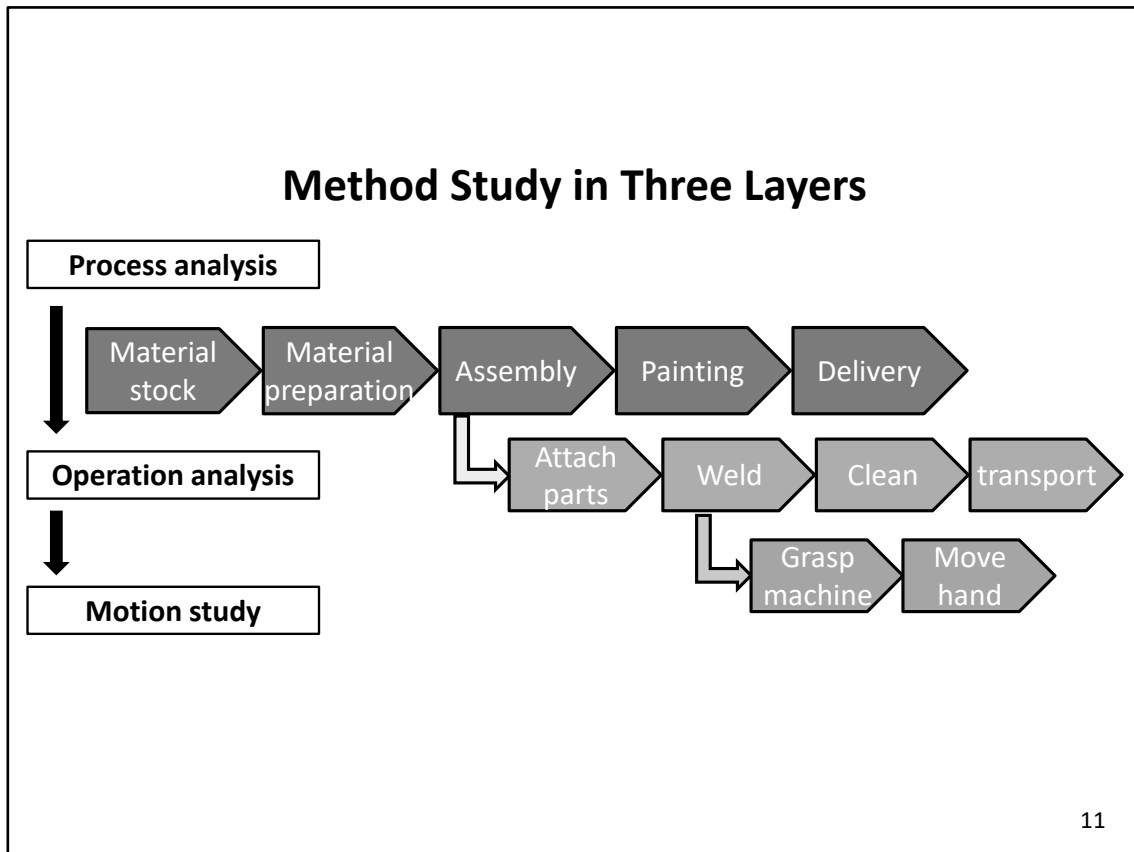 Method Study in Three Layers
Process analysis
Material
stock
Material
preparation
Assembly
Painting
Delivery
Operation analysis
Attach
parts
Weld
Clean
transport
Motion study
Grasp
machine
Move
hand
11